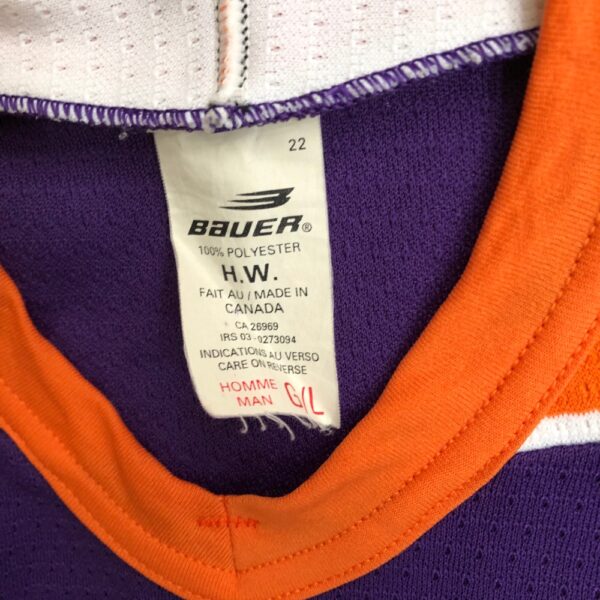 22
BAUER®
100% POLYESTER
H.W.
FAIT AU / MADE IN
CANADA
CA 26969
IRS 03-0273094
INDICATIONS AU VERSO
CARE ON REVERSE
HOMME
MAN G/L